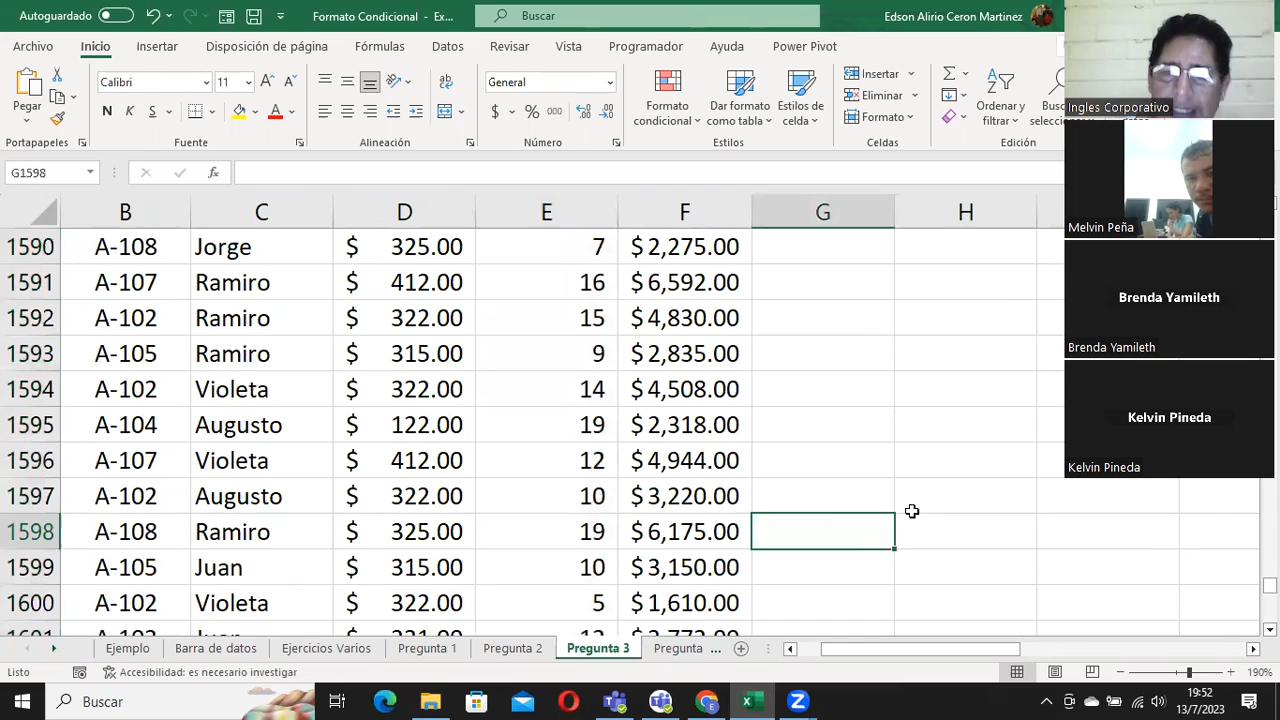 Autoguardado
Formato Condicional - Ex...
Buscar
Edson Alirio Ceron Martinez
Archivo Inicio Insertar Disposición de página Fórmulas Datos Revisar Vista Programador Ayuda Power Pivot
Pegar
Calibri 11
N K S
General
$ % 000
Formato condicional
Dar formato como tabla
Estilos de celda
Insertar
Eliminar
Formato
Ordenar y filtrar
Portapapeles Fuente Alineación Número Estilos Celdas Edición
G1598
fx
B C D E F G H
1590 A-108 Jorge $ 325.00 7 $ 2,275.00
1591 A-107 Ramiro $ 412.00 16 $ 6,592.00
1592 A-102 Ramiro $ 322.00 15 $ 4,830.00
1593 A-105 Ramiro $ 315.00 9 $ 2,835.00
1594 A-102 Violeta $ 322.00 14 $ 4,508.00
1595 A-104 Augusto $ 122.00 19 $ 2,318.00
1596 A-107 Violeta $ 412.00 12 $ 4,944.00
1597 A-102 Augusto $ 322.00 10 $ 3,220.00
1598 A-108 Ramiro $ 325.00 19 $ 6,175.00
1599 A-105 Juan $ 315.00 10 $ 3,150.00
1600 A-102 Violeta $ 322.00 5 $ 1,610.00
Ingles Corporativo
Melvin Peña
Brenda Yamileth
Brenda Yamileth
Kelvin Pineda
Kelvin Pineda
Ejemplo Barra de datos Ejercicios Varios Pregunta 1 Pregunta 2 Pregunta 3 Pregunta ...
Listo
Accesibilidad: es necesario investigar
190%
Buscar
19:52
13/7/2023